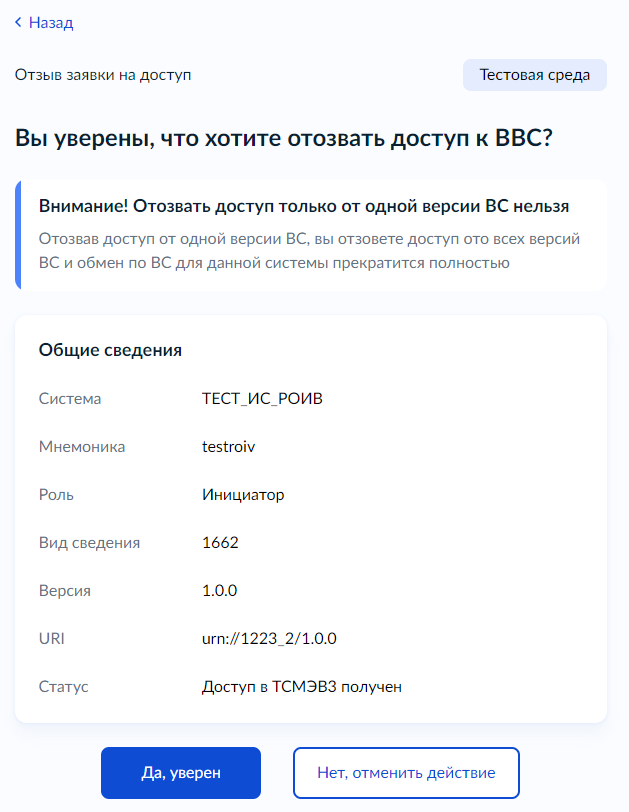 Назад
Отзыв заявки на доступ
Тестовая среда
Вы уверены, что хотите отозвать доступ к ВВС?
Внимание! Отозвать доступ только от одной версии ВС нельзя
Отозвав доступ от одной версии ВС, вы отзовете доступ ото всех версий
ВС и обмен по ВС для данной системы прекратится полностью
Общие сведения
Система ТЕСТ_ИС_РОИВ
Мнемоника testroiv
Роль Инициатор
Вид сведения 1662
Версия 1.0.0
URI urn://1223_2/1.0.0
Статус Доступ в ТСМЭВ3 получен
Да, уверен
Нет, отменить действие